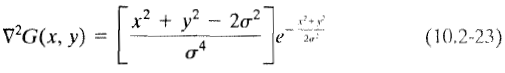 ∇²G(x, y) = [ (x² + y² − 2σ²) / σ⁴ ] e^(−(x² + y²) / 2σ²) (10.2-23)